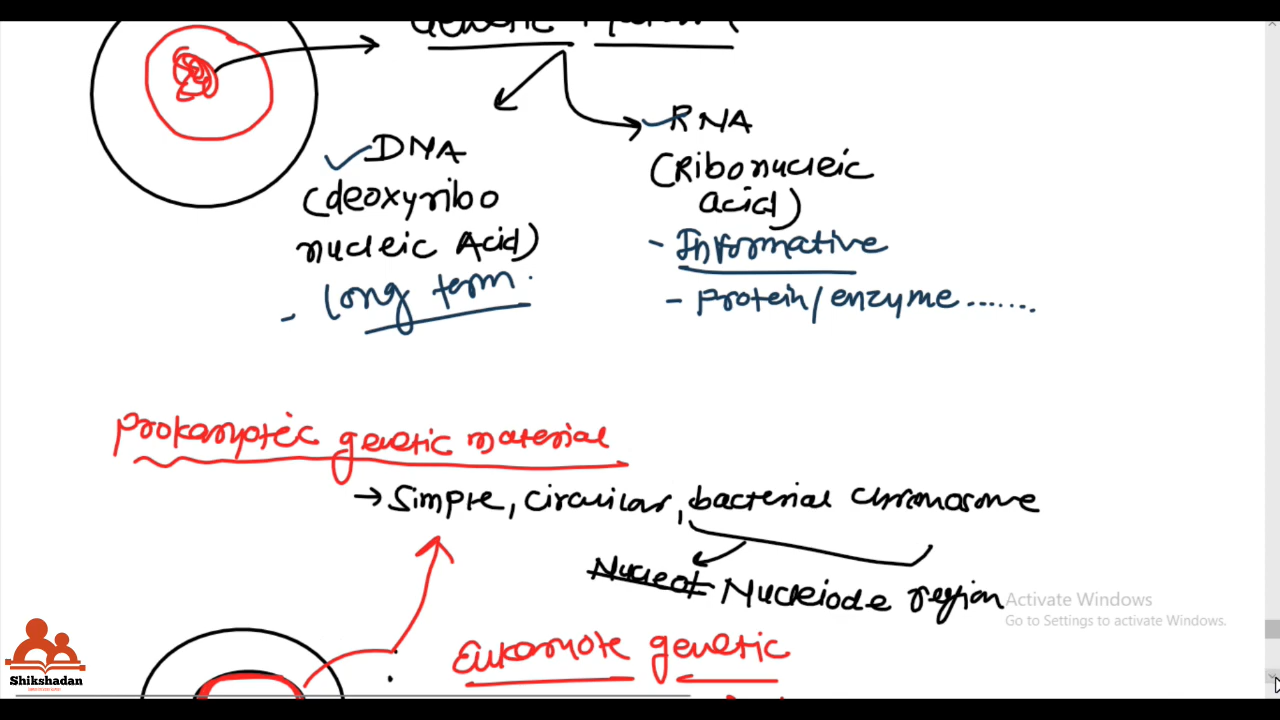 Genetic
RNA
DNA
(Ribonucleic
(deoxyribo
acid)
nucleic Acid)
- Informative
- long term
- Protein/enzyme.......
Prokaryotic genetic material
→ Simple, circular, bacterial chromosome
Nucleot Nucleiode region
Activate Windows
Go to Settings to activate Windows.
Eukaryote genetic
Shikshadan